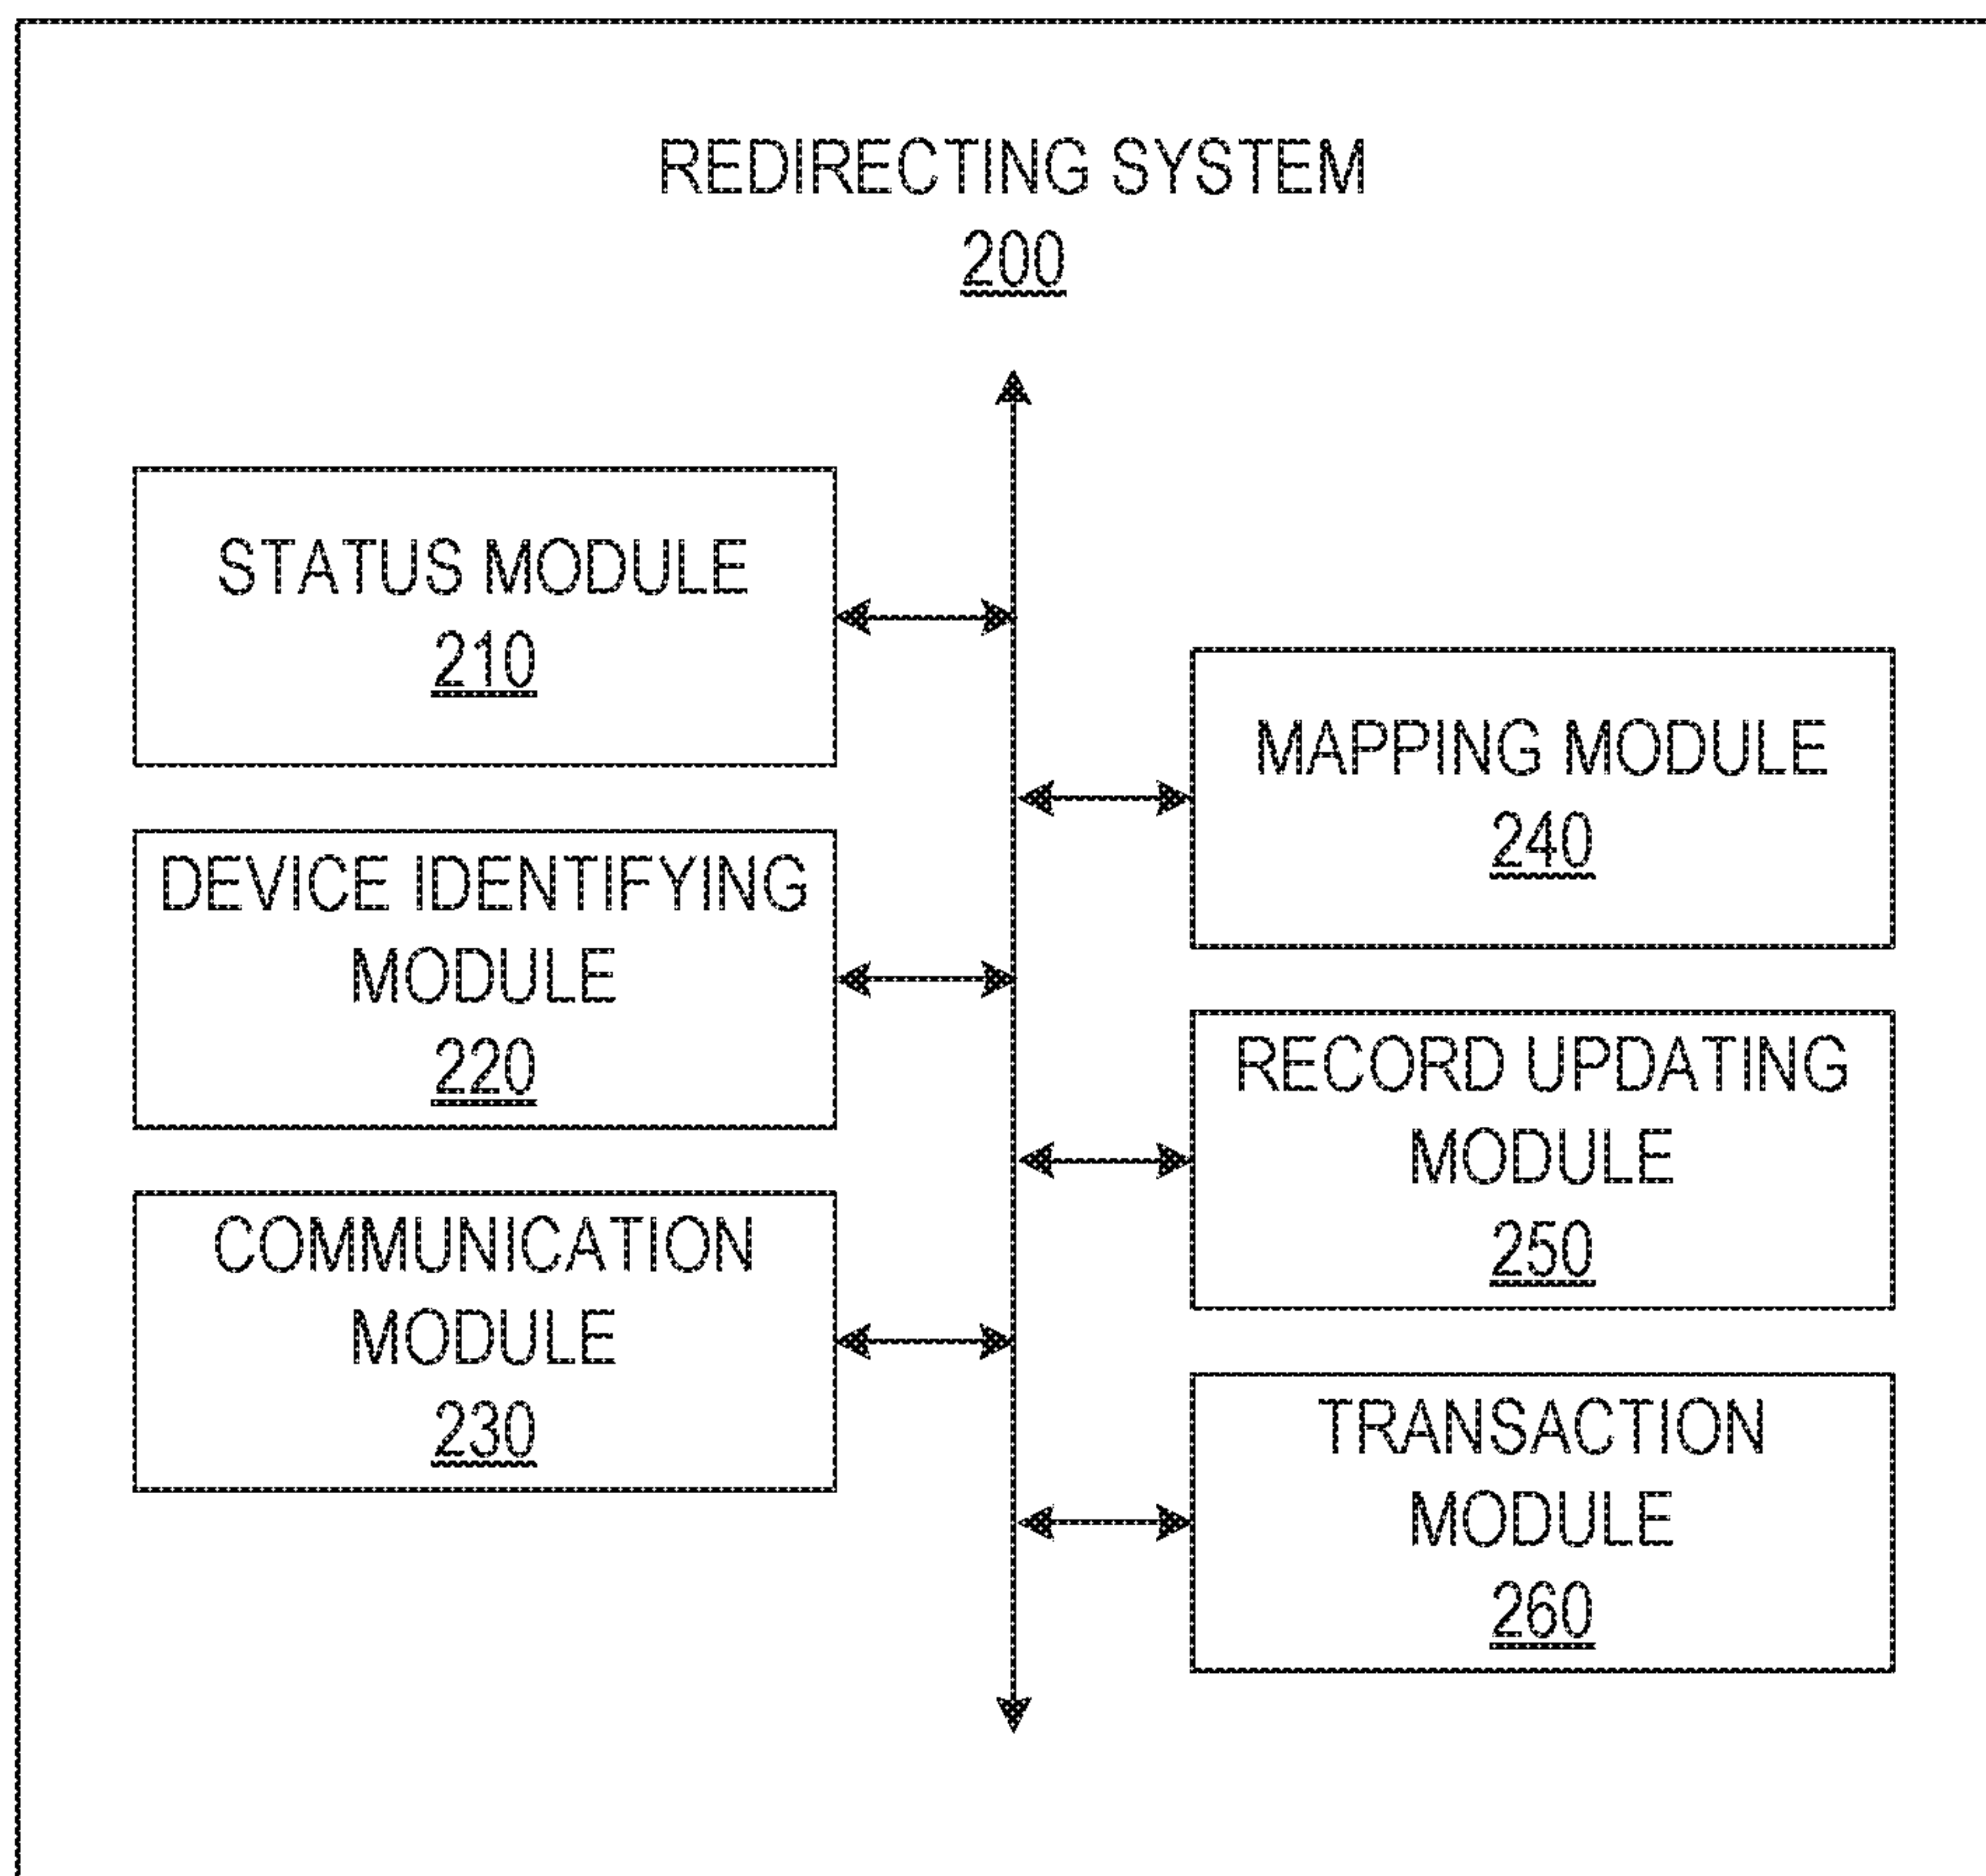 REDIRECTING SYSTEM
200
STATUS MODULE
210
DEVICE IDENTIFYING
MODULE
220
COMMUNICATION
MODULE
230
MAPPING MODULE
240
RECORD UPDATING
MODULE
250
TRANSACTION
MODULE
260